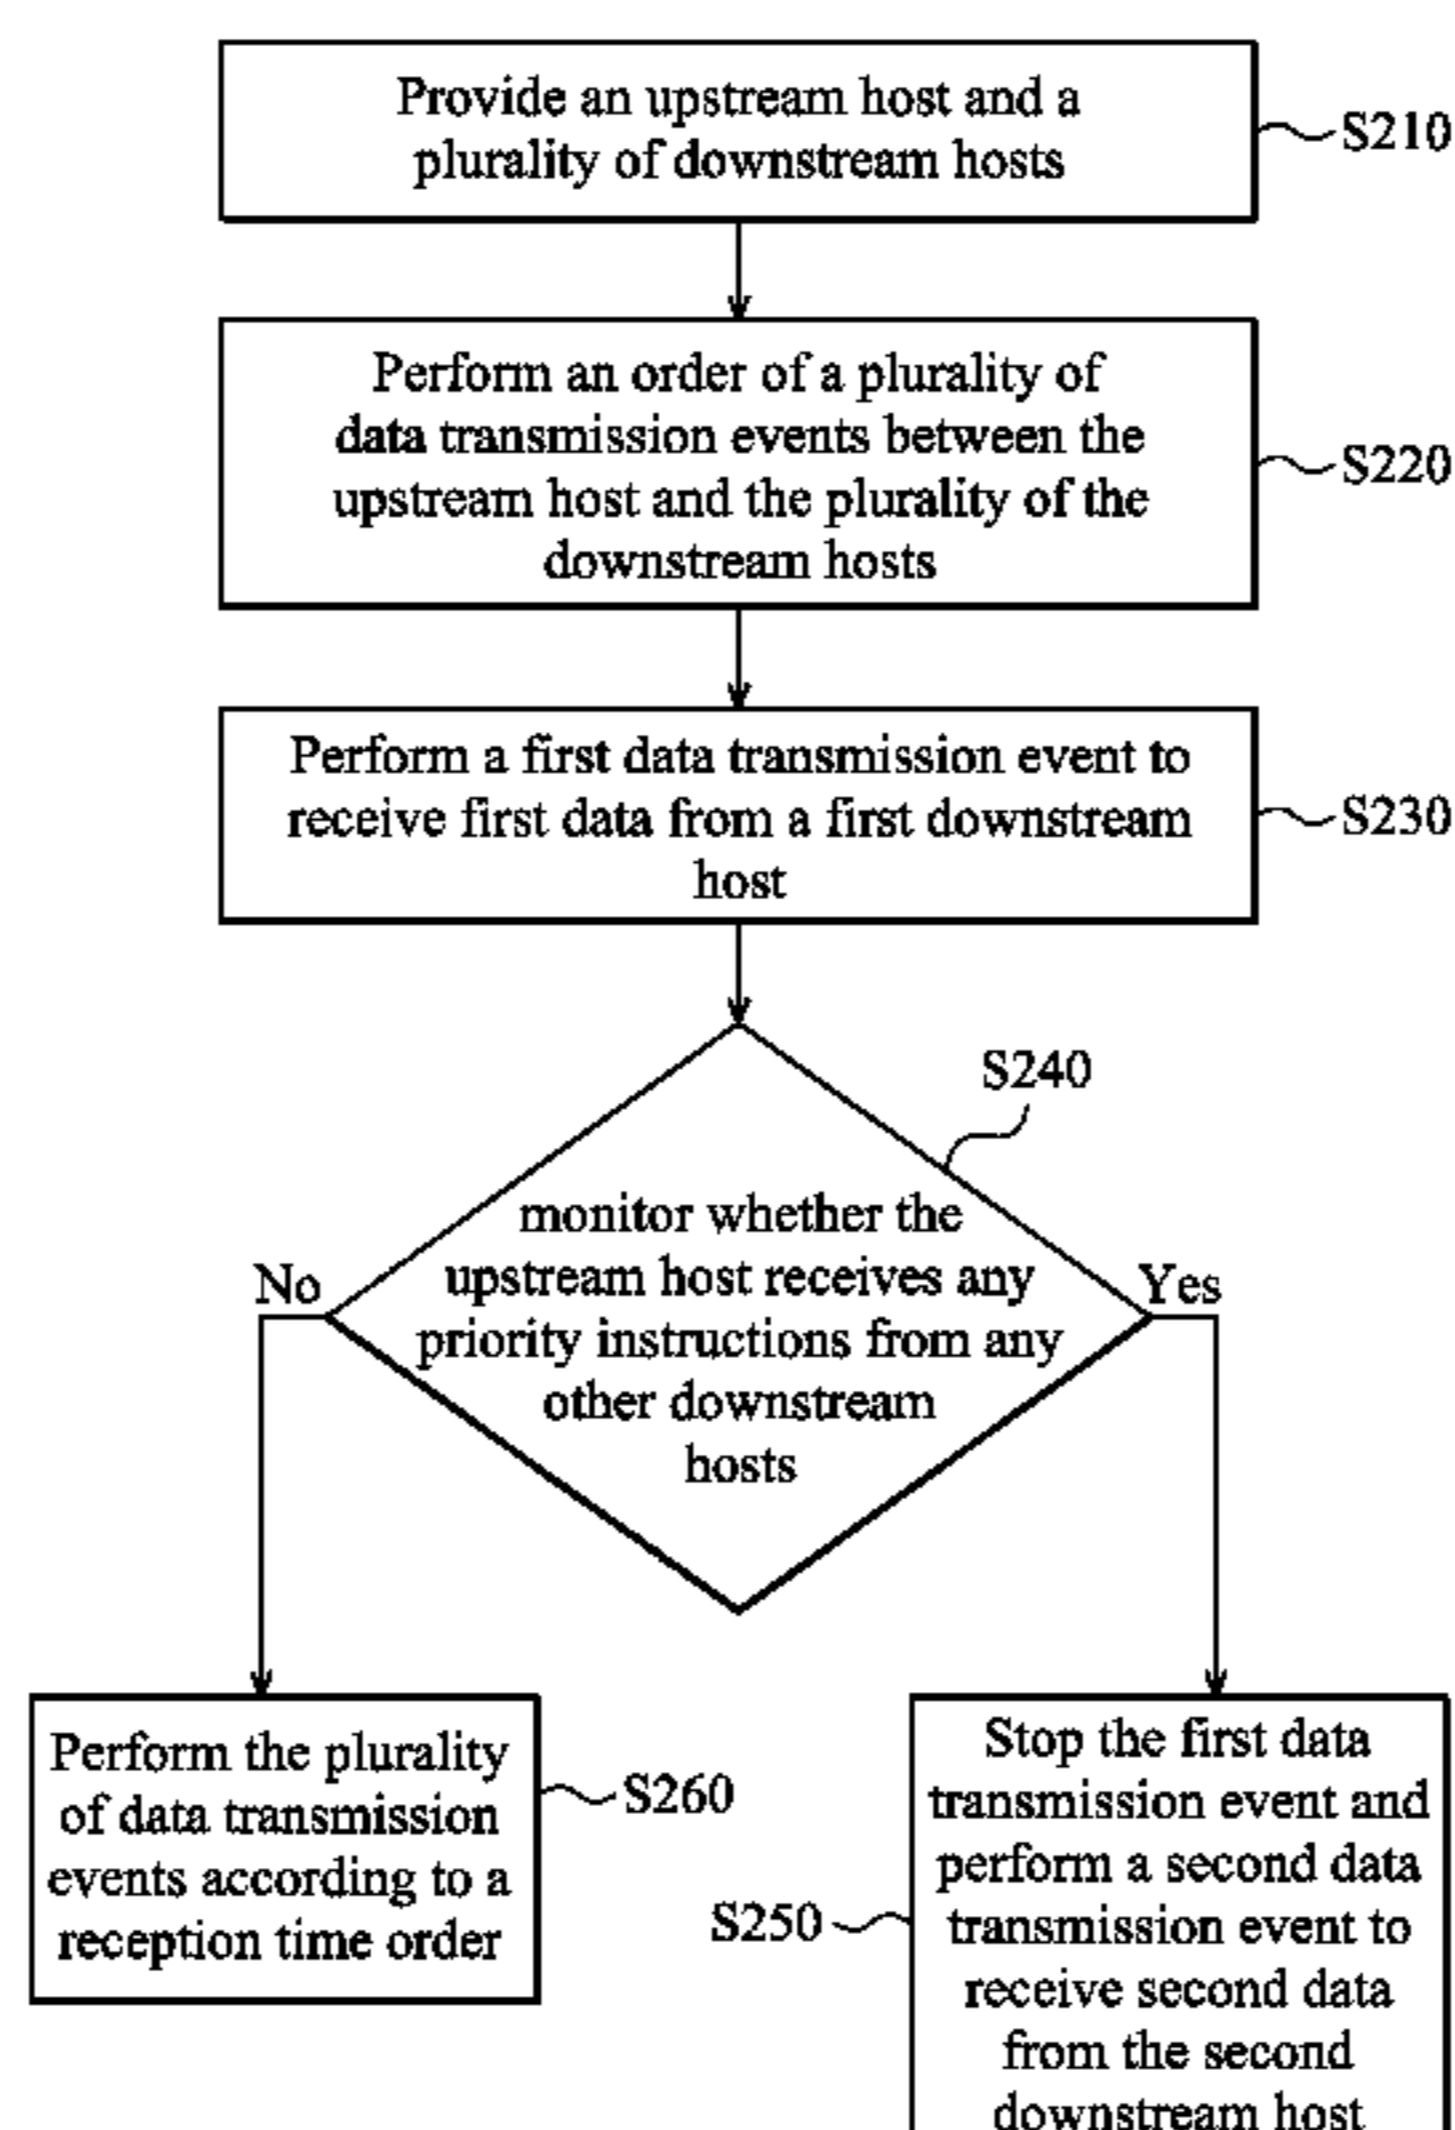 Provide an upstream host and a
plurality of downstream hosts
S210
Perform an order of a plurality of
data transmission events between the
upstream host and the plurality of the
downstream hosts
S220
Perform a first data transmission event to
receive first data from a first downstream
host
S230
S240
monitor whether the
upstream host receives any
priority instructions from any
other downstream
hosts
No
Yes
Perform the plurality
of data transmission
events according to a
reception time order
S260
Stop the first data
transmission event and
perform a second data
transmission event to
receive second data
from the second
downstream host
S250